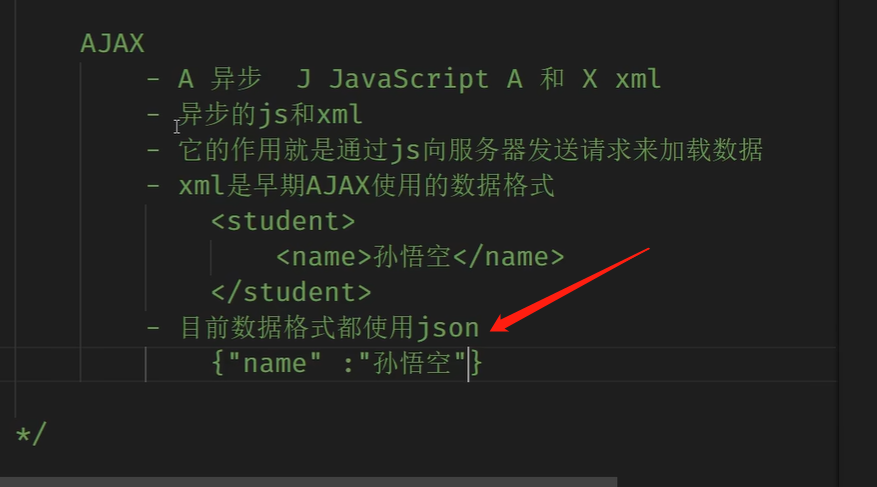 AJAX
- A 异步  J JavaScript A 和 X xml
- 异步的js和xml
- 它的作用就是通过js向服务器发送请求来加载数据
- xml是早期AJAX使用的数据格式
<student>
<name>孙悟空</name>
</student>
- 目前数据格式都使用json
{"name" :"孙悟空"}
*/